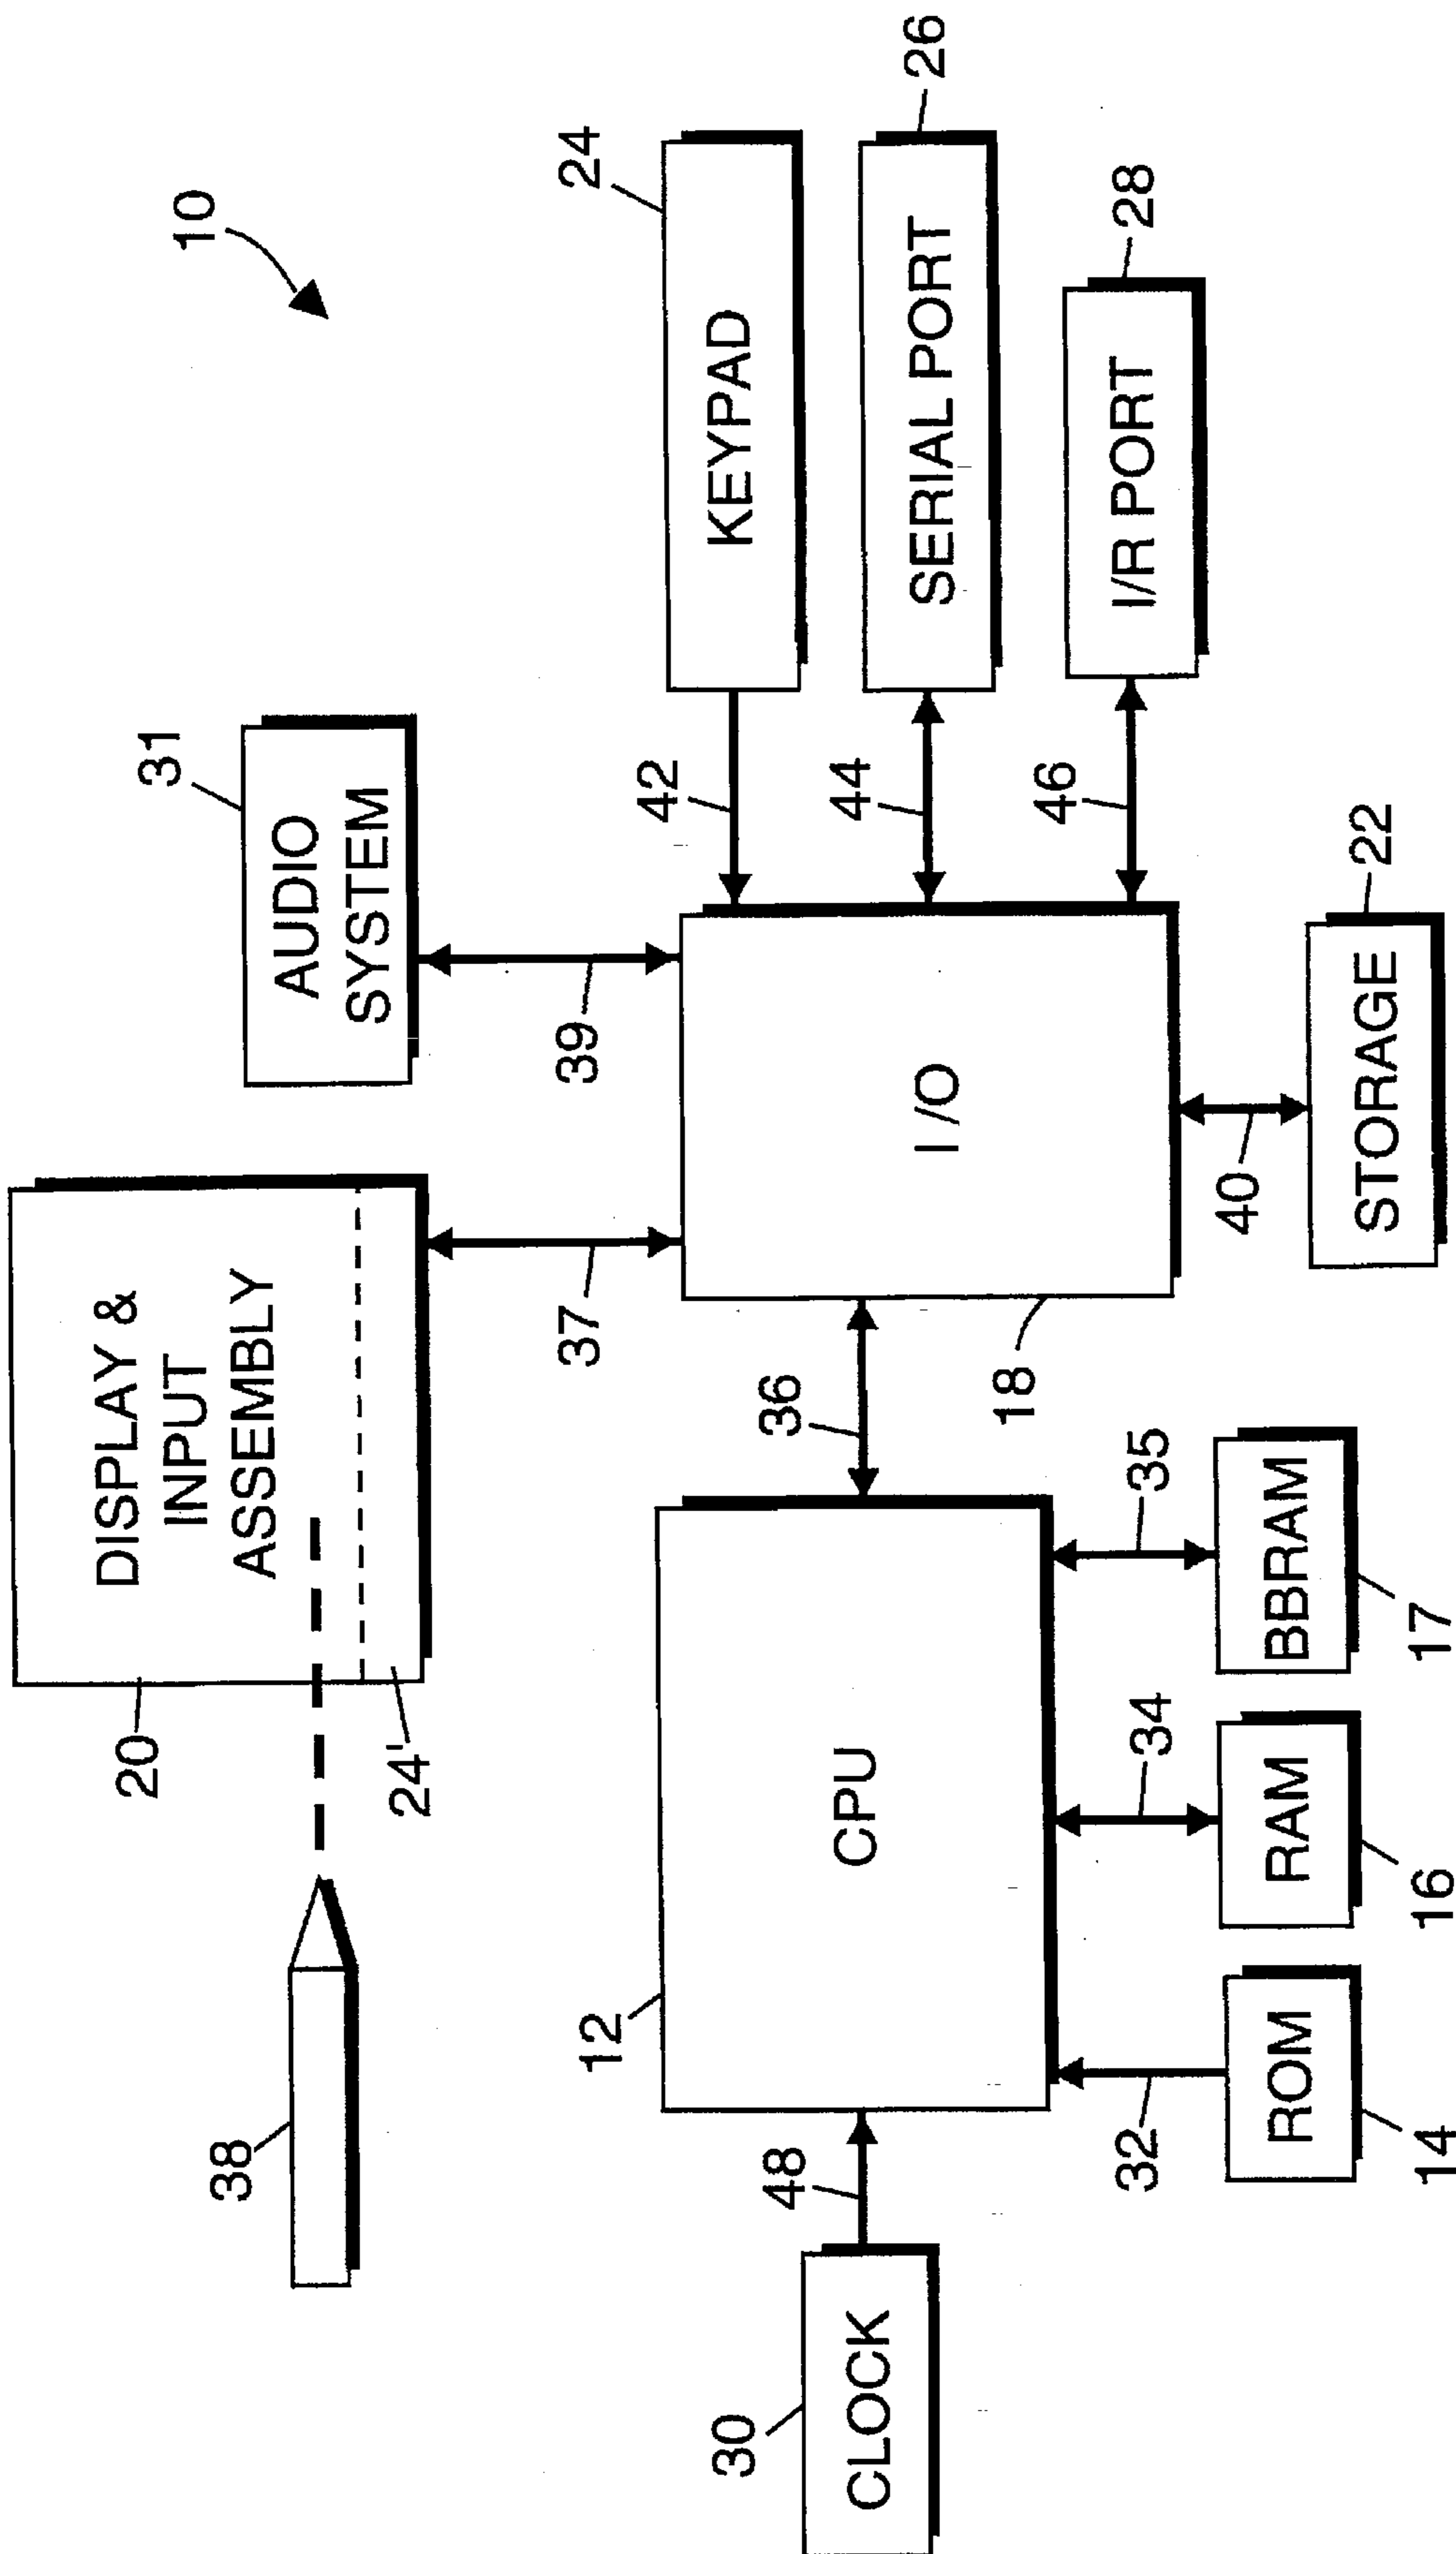 10
DISPLAY &
INPUT
ASSEMBLY
20
24'
38
AUDIO
SYSTEM
31
37
39
KEYPAD
24
42
SERIAL PORT
26
44
I/R PORT
28
46
I/O
18
36
CPU
12
CLOCK
30
48
ROM
14
32
RAM
16
34
BBRAM
17
35
STORAGE
22
40